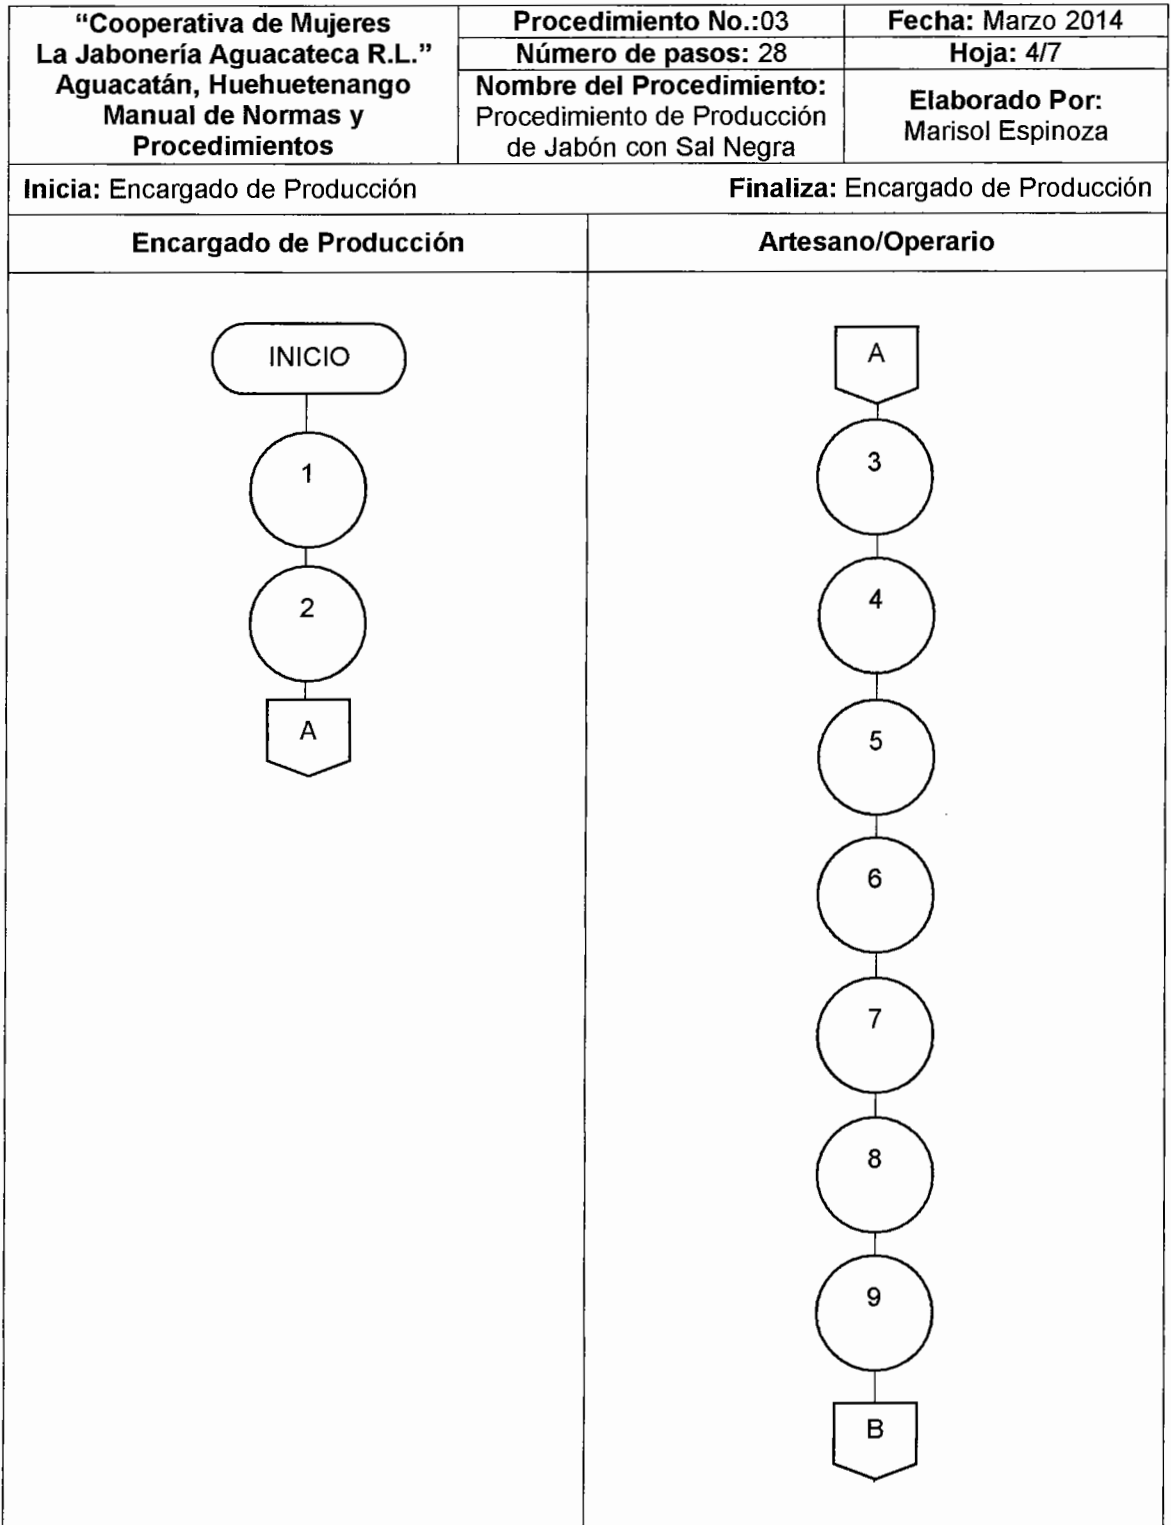 “Cooperativa de Mujeres
La Jabonería Aguacateca R.L.”
Aguacatán, Huehuetenango
Manual de Normas y
Procedimientos
Procedimiento No.:03
Fecha: Marzo 2014
Número de pasos: 28
Hoja: 4/7
Nombre del Procedimiento:
Procedimiento de Producción
de Jabón con Sal Negra
Elaborado Por:
Marisol Espinoza
Inicia: Encargado de Producción
Finaliza: Encargado de Producción
Encargado de Producción
Artesano/Operario
INICIO
1
2
A
A
3
4
5
6
7
8
9
B